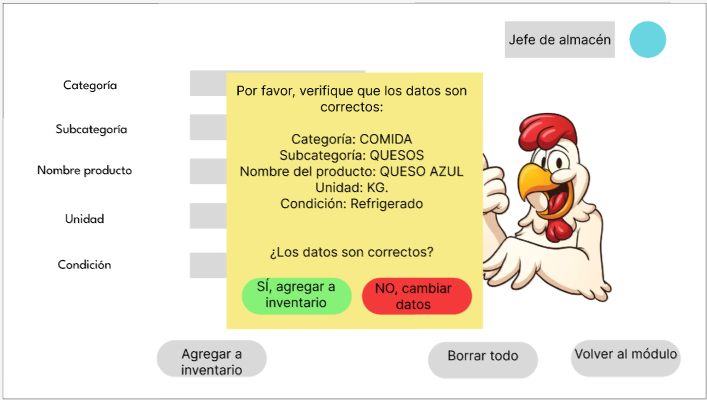 Jefe de almacén
Categoría
Subcategoría
Nombre producto
Unidad
Condición
Por favor, verifique que los datos son
correctos:
Categoría: COMIDA
Subcategoría: QUESOS
Nombre del producto: QUESO AZUL
Unidad: KG.
Condición: Refrigerado
¿Los datos son correctos?
SÍ, agregar a
inventario
NO, cambiar
datos
Agregar a
inventario
Borrar todo
Volver al módulo